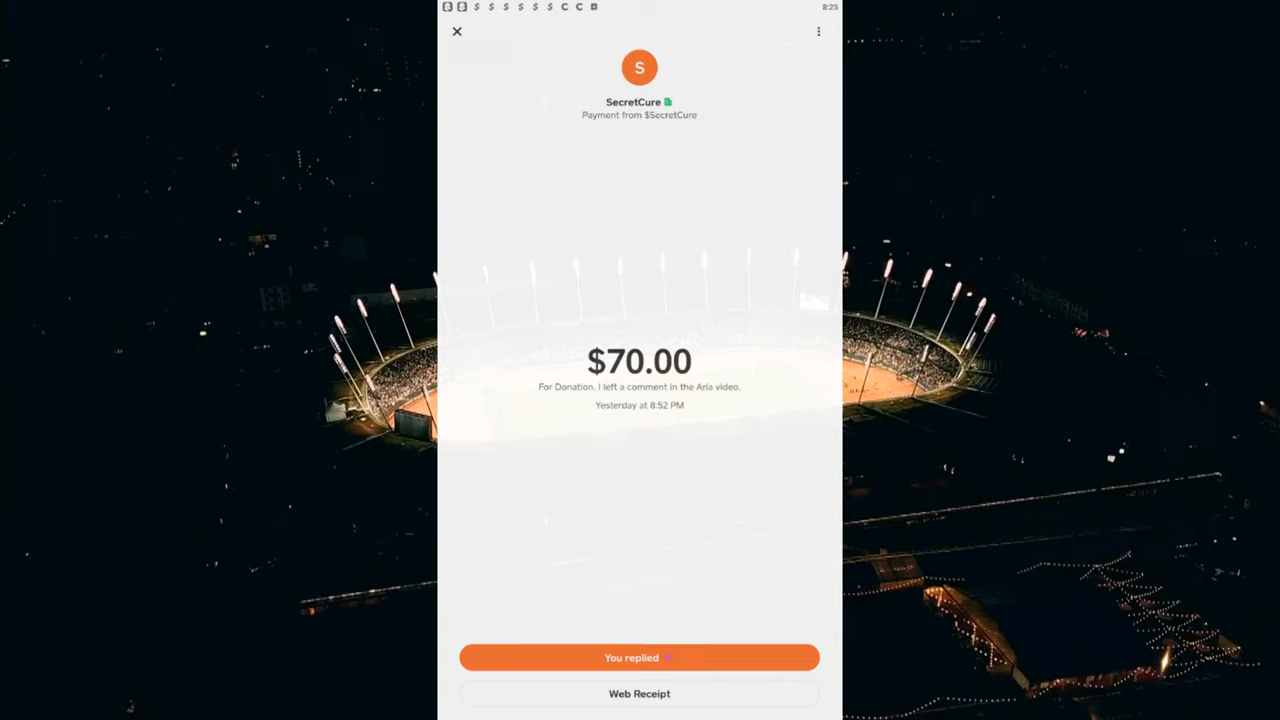 8:25
S
SecretCure
Payment from $SecretCure
$70.00
For Donation. I left a comment in the Aria video.
Yesterday at 8:52 PM
You replied
Web Receipt